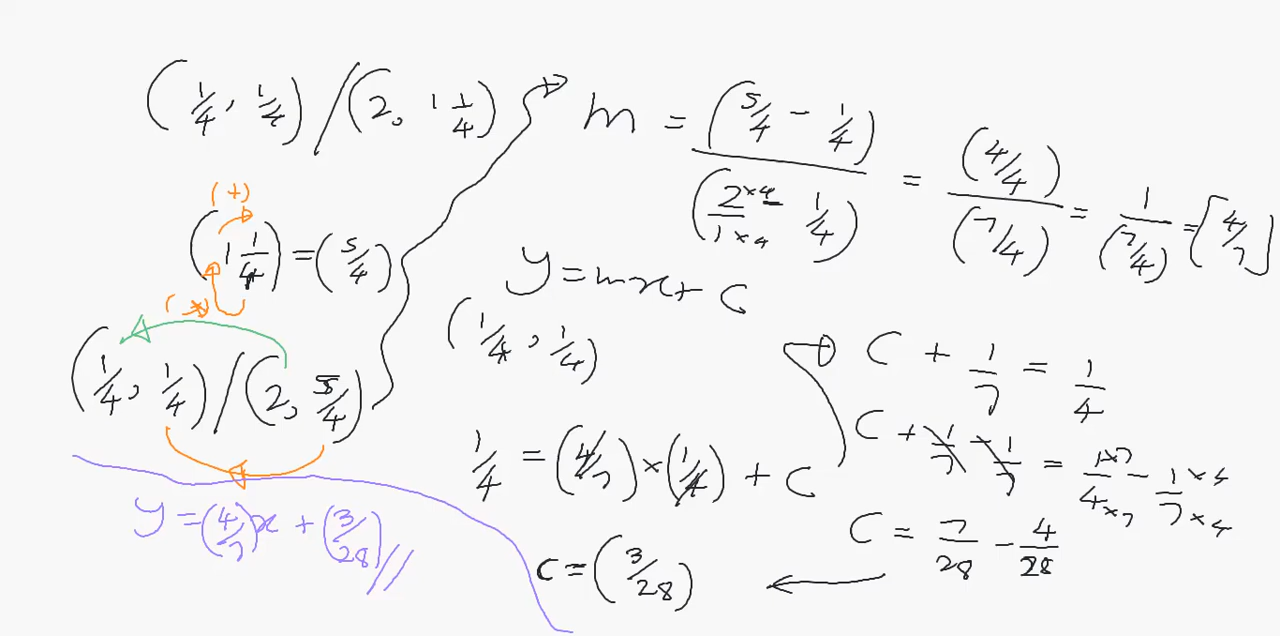 (1/4, 1/4) / (2, 1 1/4)
(+)
(1 1/4) = (5/4)
(×)
(1/4, 1/4) / (2, 5/4)
y = (4/7)x + (3/28)//
m = (5/4 - 1/4) / (2×4/1×4 1/4) = (4/4) / (7/4) = 1 / (7/4) = [4/7]
y = mx + c
(1/4, 1/4)
1/4 = (4/7) × (1/4) + c
c + 1/7 = 1/4
c + 1/7 - 1/7 = 1×7/4×7 - 1×4/7×4
c = 7/28 - 4/28
c = (3/28)